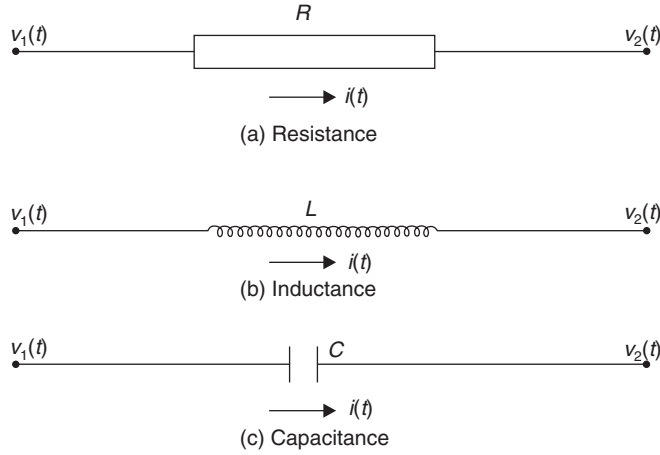 R
v₁(t) v₂(t)
i(t)
(a) Resistance
L
v₁(t) v₂(t)
i(t)
(b) Inductance
v₁(t) C v₂(t)
i(t)
(c) Capacitance